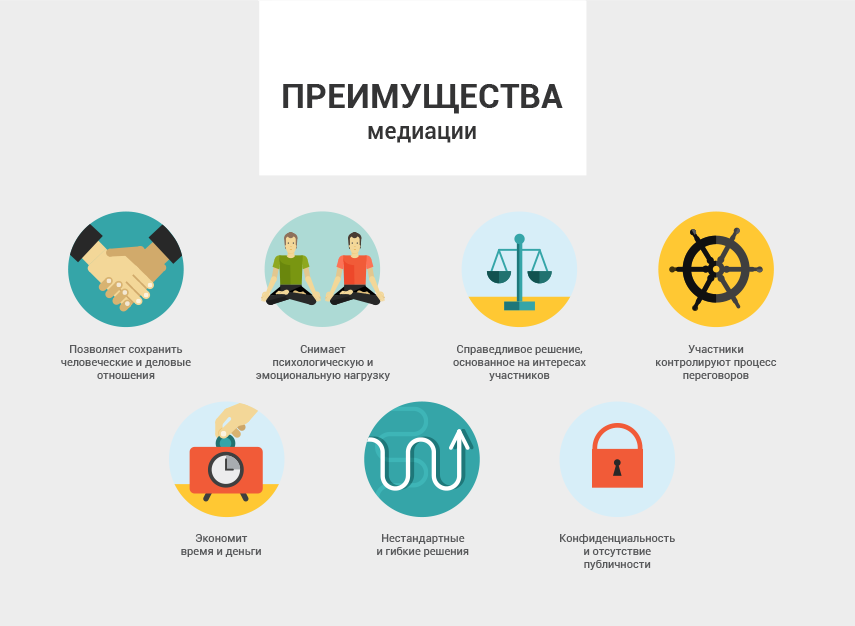 ПРЕИМУЩЕСТВА
медиации
Позволяет сохранить
человеческие и деловые
отношения
Снимает
психологическую и
эмоциональную нагрузку
Справедливое решение,
основанное на интересах
участников
Участники
контролируют процесс
переговоров
Экономит
время и деньги
Нестандартные
и гибкие решения
Конфиденциальность
и отсутствие
публичности